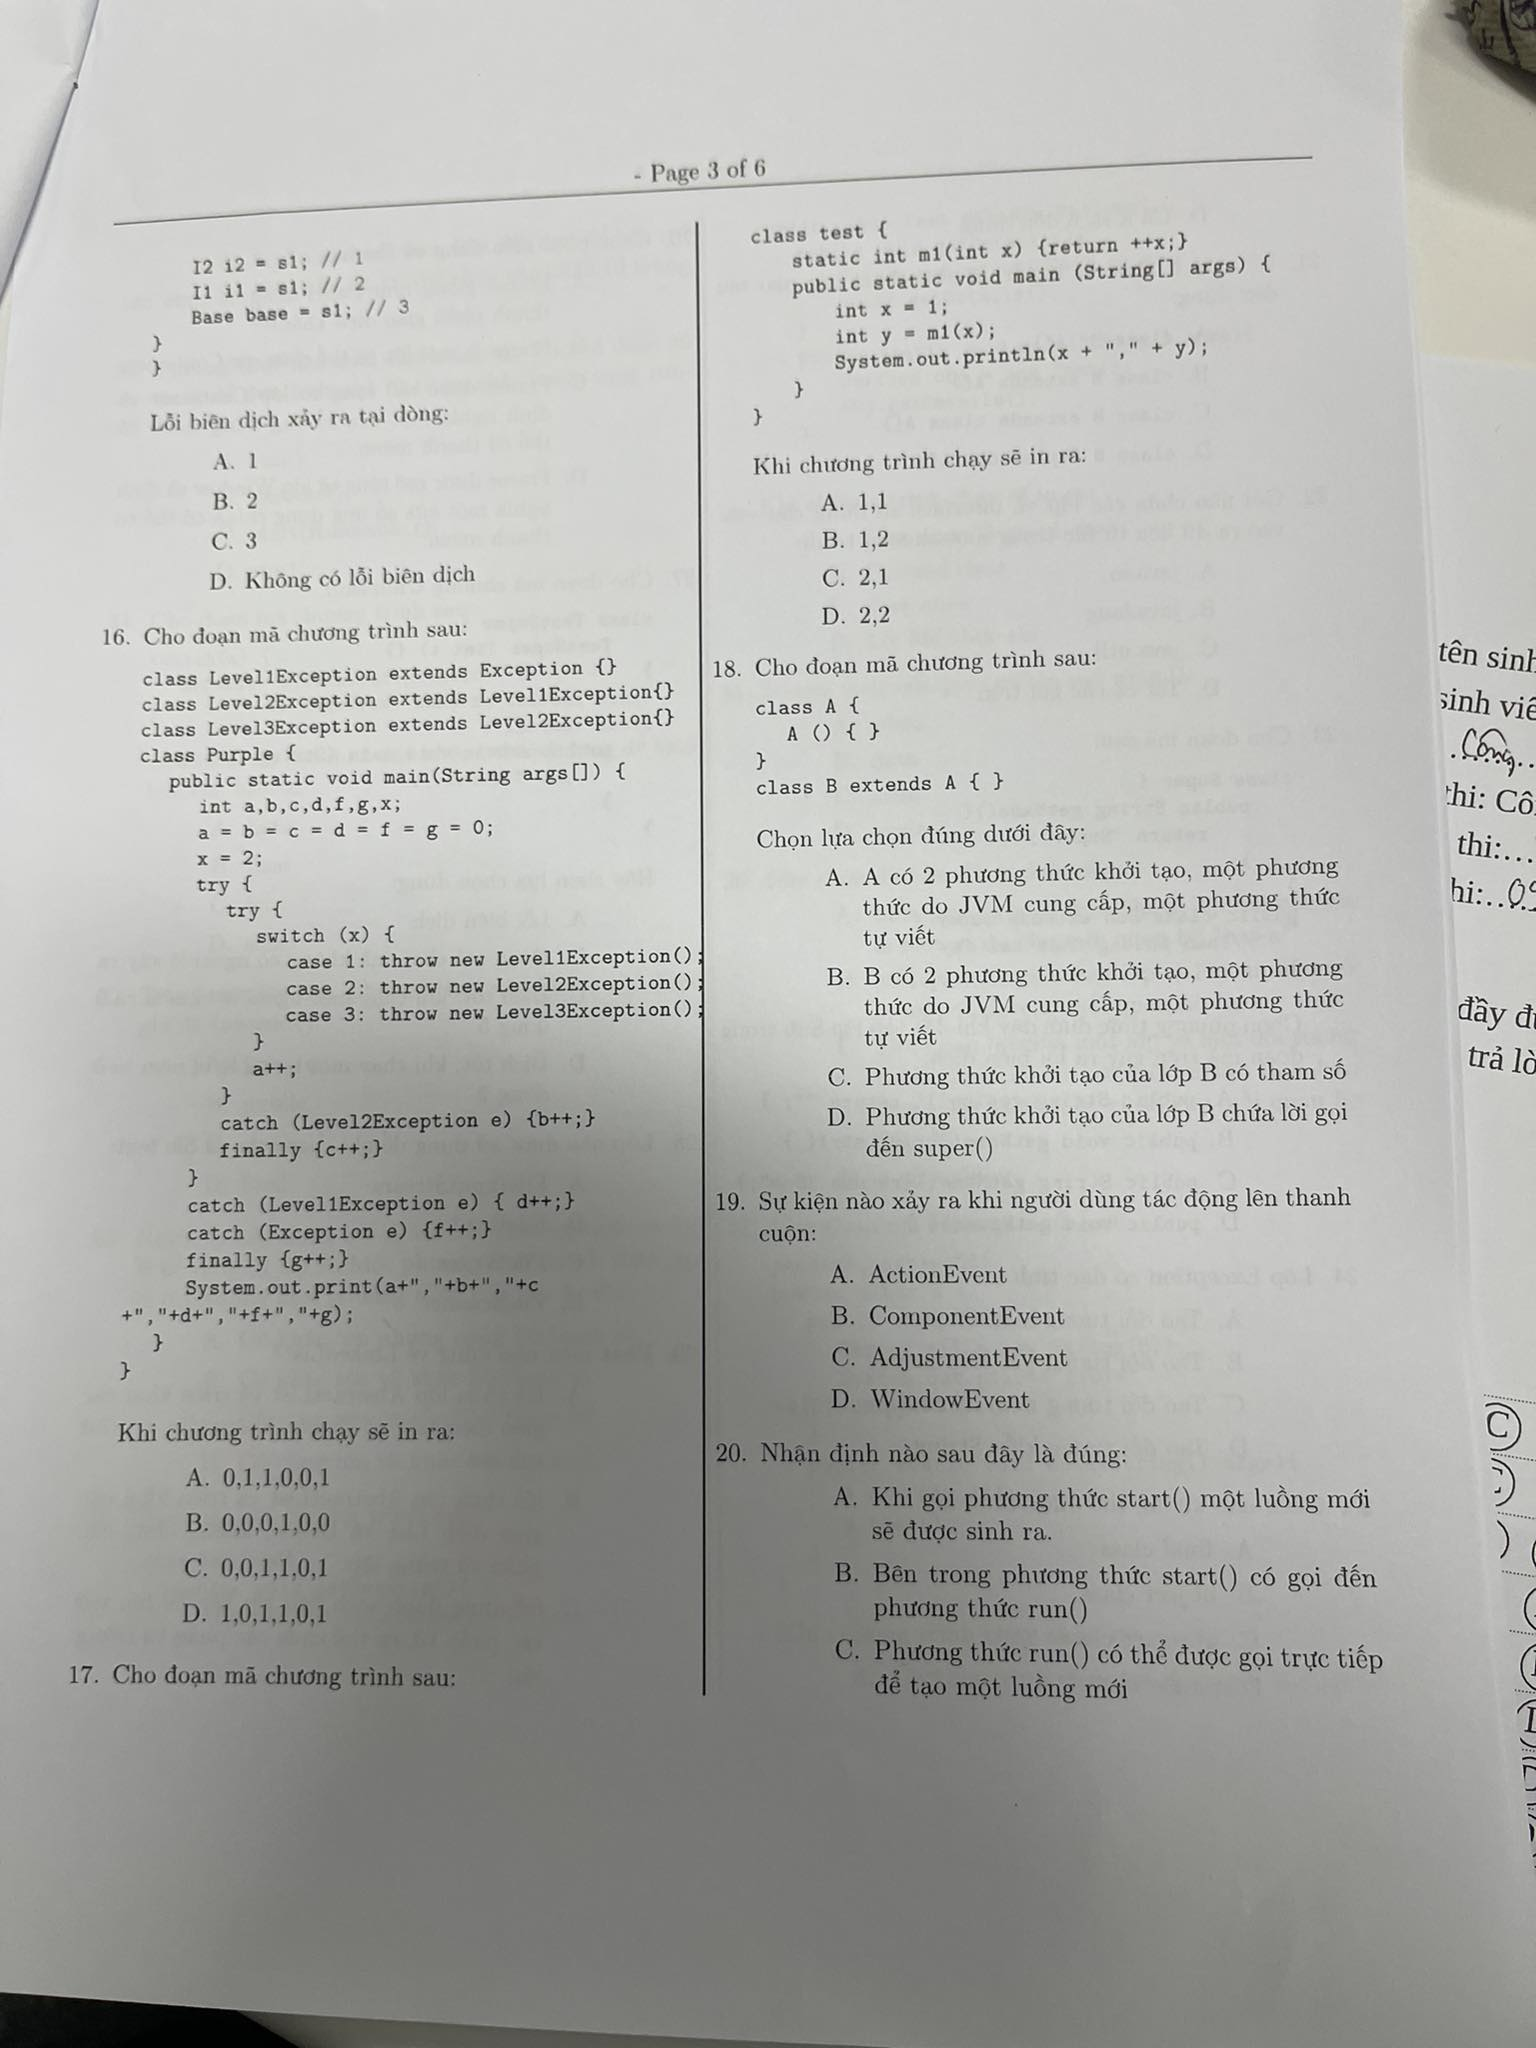 - Page 3 of 6
I2 i2 = s1; // 1
I1 i1 = s1; // 2
Base base = s1; // 3
}
}
Lỗi biên dịch xảy ra tại dòng:
A. 1
B. 2
C. 3
D. Không có lỗi biên dịch
16. Cho đoạn mã chương trình sau:
class Level1Exception extends Exception {}
class Level2Exception extends Level1Exception{}
class Level3Exception extends Level2Exception{}
class Purple {
public static void main(String args[]) {
int a,b,c,d,f,g,x;
a = b = c = d = f = g = 0;
x = 2;
try {
try {
switch (x) {
case 1: throw new Level1Exception();
case 2: throw new Level2Exception();
case 3: throw new Level3Exception();
}
a++;
}
catch (Level2Exception e) {b++;}
finally {c++;}
}
catch (Level1Exception e) { d++;}
catch (Exception e) {f++;}
finally {g++;}
System.out.print(a+","+b+","+c
+","+d+","+f+","+g);
}
}
Khi chương trình chạy sẽ in ra:
A. 0,1,1,0,0,1
B. 0,0,0,1,0,0
C. 0,0,1,1,0,1
D. 1,0,1,1,0,1
17. Cho đoạn mã chương trình sau:
class test {
static int m1(int x) {return ++x;}
public static void main (String[] args) {
int x = 1;
int y = m1(x);
System.out.println(x + "," + y);
}
}
Khi chương trình chạy sẽ in ra:
A. 1,1
B. 1,2
C. 2,1
D. 2,2
18. Cho đoạn mã chương trình sau:
class A {
A () { }
}
class B extends A { }
Chọn lựa chọn đúng dưới đây:
A. A có 2 phương thức khởi tạo, một phương
thức do JVM cung cấp, một phương thức
tự viết
B. B có 2 phương thức khởi tạo, một phương
thức do JVM cung cấp, một phương thức
tự viết
C. Phương thức khởi tạo của lớp B có tham số
D. Phương thức khởi tạo của lớp B chứa lời gọi
đến super()
19. Sự kiện nào xảy ra khi người dùng tác động lên thanh
cuộn:
A. ActionEvent
B. ComponentEvent
C. AdjustmentEvent
D. WindowEvent
20. Nhận định nào sau đây là đúng:
A. Khi gọi phương thức start() một luồng mới
sẽ được sinh ra.
B. Bên trong phương thức start() có gọi đến
phương thức run()
C. Phương thức run() có thể được gọi trực tiếp
để tạo một luồng mới
tên sinh
sinh viê
Công
thi: Cô
thi:...
hi:..
đầy đ
trả lờ
C